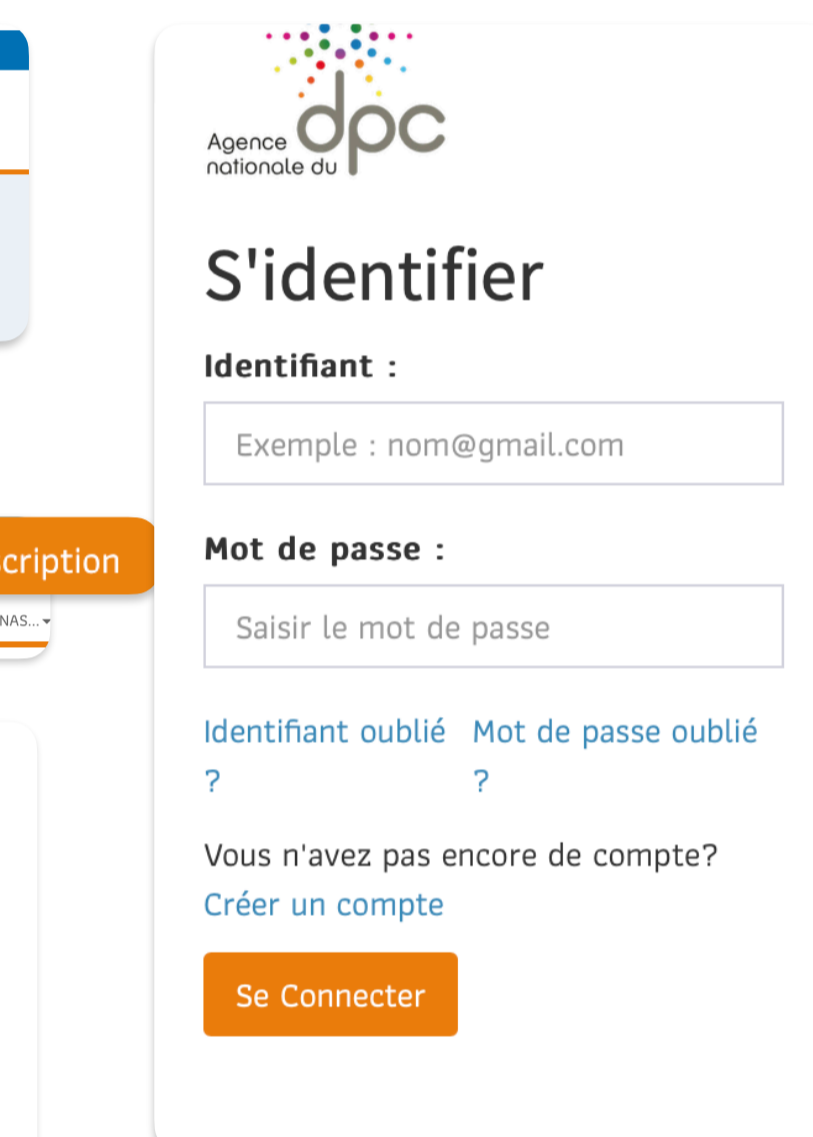 Agence
nationale du
dpc
S'identifier
Identifiant :
Exemple : nom@gmail.com
Mot de passe :
Saisir le mot de passe
Identifiant oublié ?
Mot de passe oublié ?
Vous n'avez pas encore de compte?
Créer un compte
Se Connecter
cription
NAS...